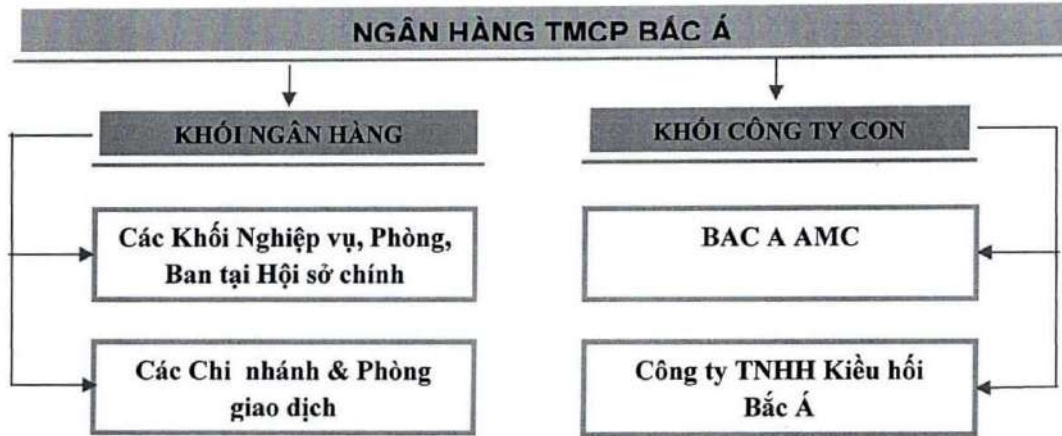 NGÂN HÀNG TMCP BẮC Á
KHỐI NGÂN HÀNG
KHỐI CÔNG TY CON
Các Khối Nghiệp vụ, Phòng,
Ban tại Hội sở chính
BAC A AMC
Các Chi nhánh & Phòng
giao dịch
Công ty TNHH Kiều hối
Bắc Á